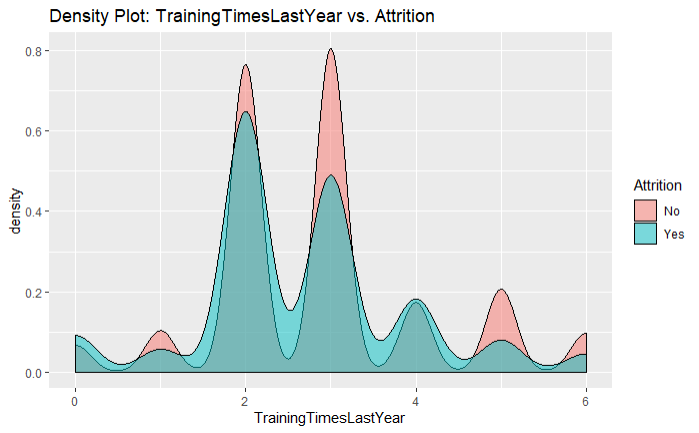 Density Plot: TrainingTimesLastYear vs. Attrition
0.8
0.6
0.4
0.2
0.0
density
0 2 4 6
TrainingTimesLastYear
Attrition
No
Yes